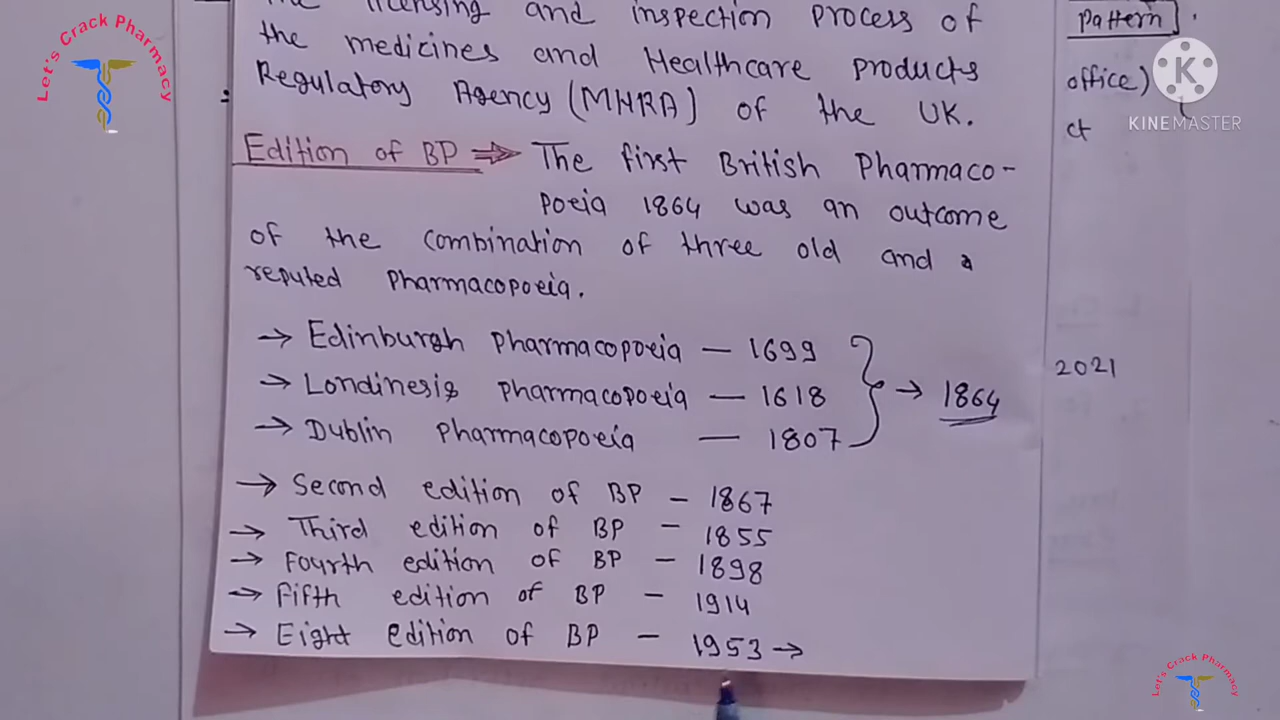 The licensing and inspection process of
the medicines and Healthcare products
Regulatory Agency (MHRA) of the UK.
Edition of BP ⇒ The first British Pharmaco-
poeia 1864 was an outcome
of the combination of three old and a
reputed Pharmacopoeia.
→ Edinburgh Pharmacopoeia — 1699
→ Londinesis pharmacopoeia — 1618
→ Dublin Pharmacopoeia — 1807
→ 1864
→ Second edition of BP - 1867
→ Third edition of BP - 1855
→ Fourth edition of BP - 1898
→ Fifth edition of BP - 1914
→ Eight edition of BP - 1953 →
Pattern].
office)
ct
2021
Let's Crack Pharmacy
K
KINEMASTER
Let's Crack Pharmacy